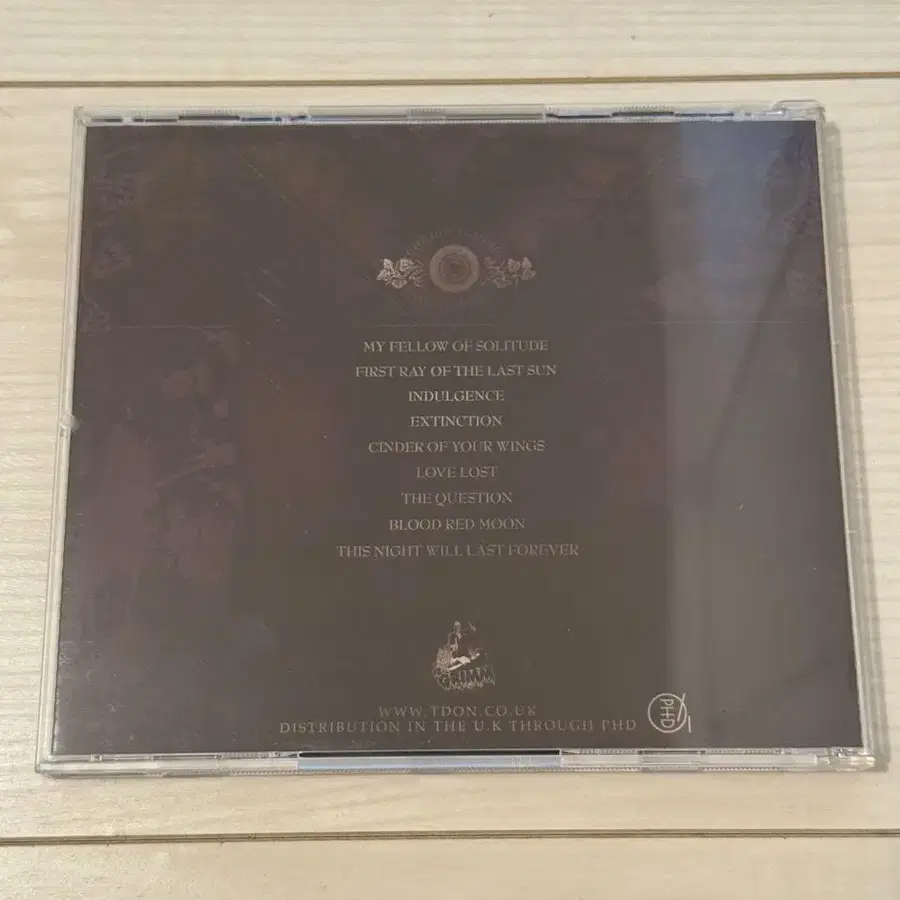 MY FELLOW OF SOLITUDE
FIRST RAY OF THE LAST SUN
INDULGENCE
EXTINCTION
CINDER OF YOUR WINGS
LOVE LOST
THE QUESTION
BLOOD RED MOON
THIS NIGHT WILL LAST FOREVER
GRIMM
WWW.TDON.CO.UK
DISTRIBUTION IN THE U.K THROUGH PHD
PHD